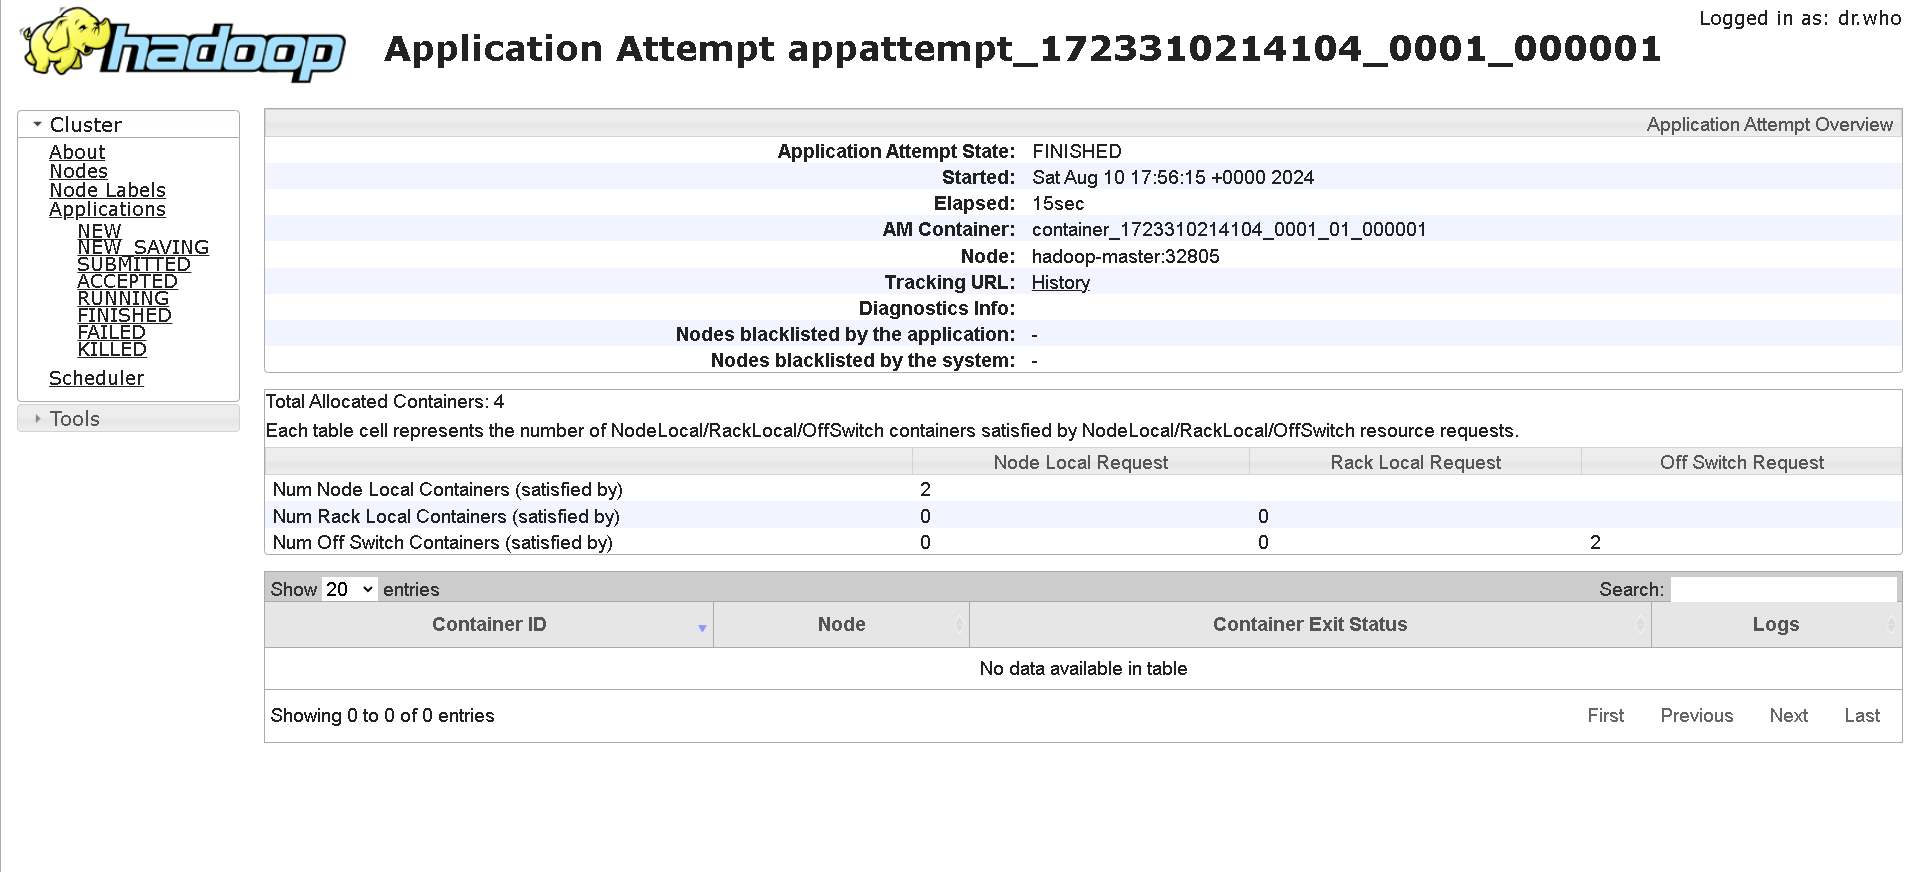 hadoop
Application Attempt appattempt_1723310214104_0001_000001
Logged in as: dr.who
Cluster
About
Nodes
Node Labels
Applications
NEW
NEW_SAVING
SUBMITTED
ACCEPTED
RUNNING
FINISHED
FAILED
KILLED
Scheduler
Tools
Application Attempt Overview
Application Attempt State: FINISHED
Started: Sat Aug 10 17:56:15 +0000 2024
Elapsed: 15sec
AM Container: container_1723310214104_0001_01_000001
Node: hadoop-master:32805
Tracking URL: History
Diagnostics Info:
Nodes blacklisted by the application: -
Nodes blacklisted by the system: -
Total Allocated Containers: 4
Each table cell represents the number of NodeLocal/RackLocal/OffSwitch containers satisfied by NodeLocal/RackLocal/OffSwitch resource requests.
Node Local Request Rack Local Request Off Switch Request
Num Node Local Containers (satisfied by) 2
Num Rack Local Containers (satisfied by) 0 0
Num Off Switch Containers (satisfied by) 0 0 2
Show 20 entries Search:
Container ID Node Container Exit Status Logs
No data available in table
Showing 0 to 0 of 0 entries First Previous Next Last